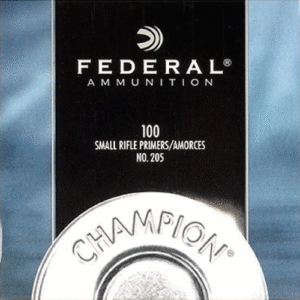 FEDERAL®
AMMUNITION
100
SMALL RIFLE PRIMERS/AMORCES
NO. 205
CHAMPION®